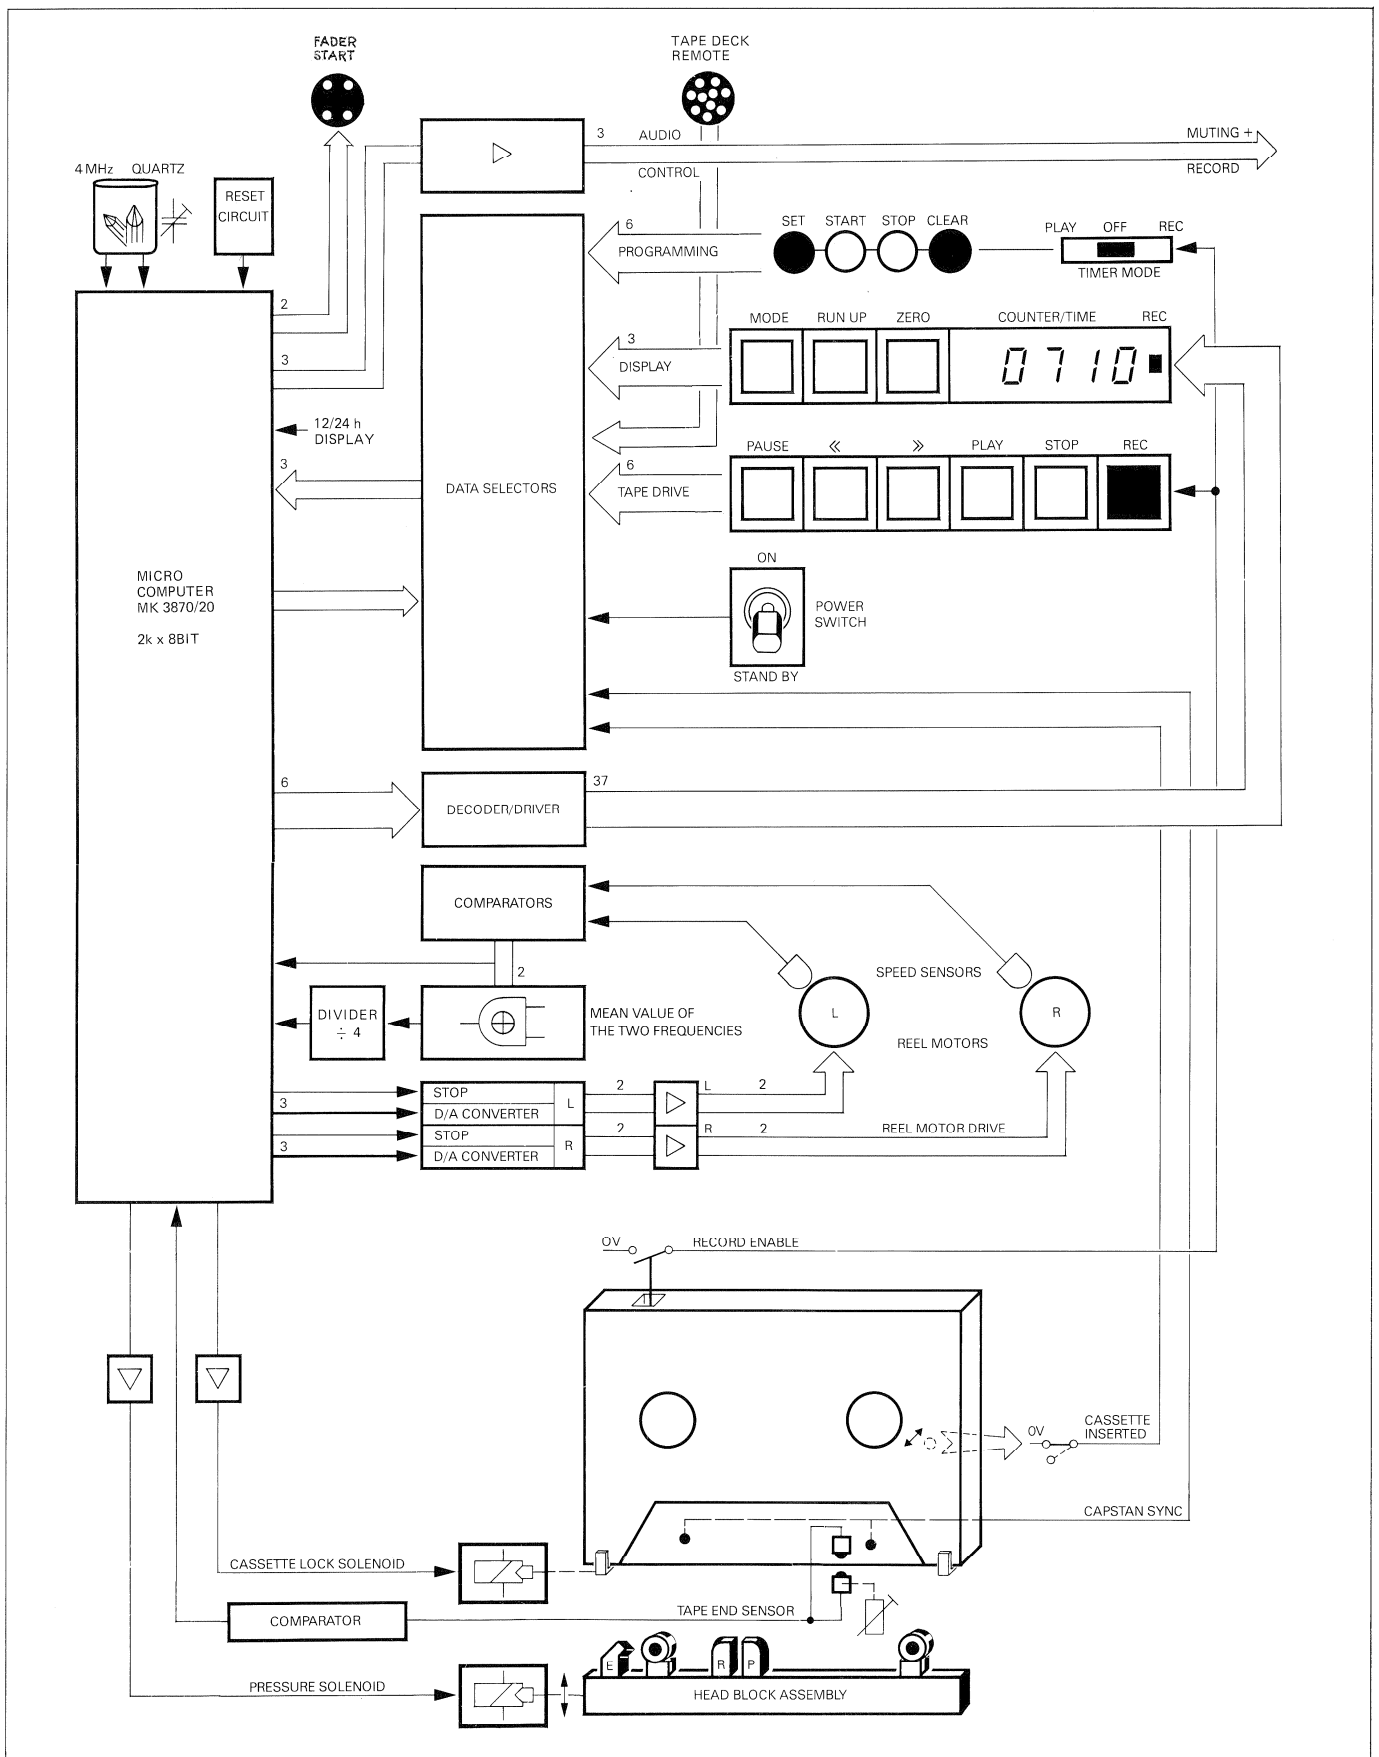 FADER
START
TAPE DECK
REMOTE
3 AUDIO
CONTROL
MUTING +
RECORD
4 MHz QUARTZ
RESET
CIRCUIT
SET START STOP CLEAR
PLAY OFF REC
TIMER MODE
6
PROGRAMMING
2
3
MODE RUN UP ZERO COUNTER/TIME REC
0710
3
DISPLAY
12/24 h
DISPLAY
3
DATA SELECTORS
6
TAPE DRIVE
PAUSE « » PLAY STOP REC
MICRO
COMPUTER
MK 3870/20
2k x 8BIT
ON
POWER
SWITCH
STAND BY
6
DECODER/DRIVER
37
COMPARATORS
2
SPEED SENSORS
DIVIDER
÷ 4
MEAN VALUE OF
THE TWO FREQUENCIES
L
R
REEL MOTORS
STOP
3 D/A CONVERTER L 2 L 2
STOP
3 D/A CONVERTER R 2 R 2
REEL MOTOR DRIVE
0V RECORD ENABLE
0V CASSETTE
INSERTED
CAPSTAN SYNC
CASSETTE LOCK SOLENOID
COMPARATOR
TAPE END SENSOR
E R P
PRESSURE SOLENOID
HEAD BLOCK ASSEMBLY